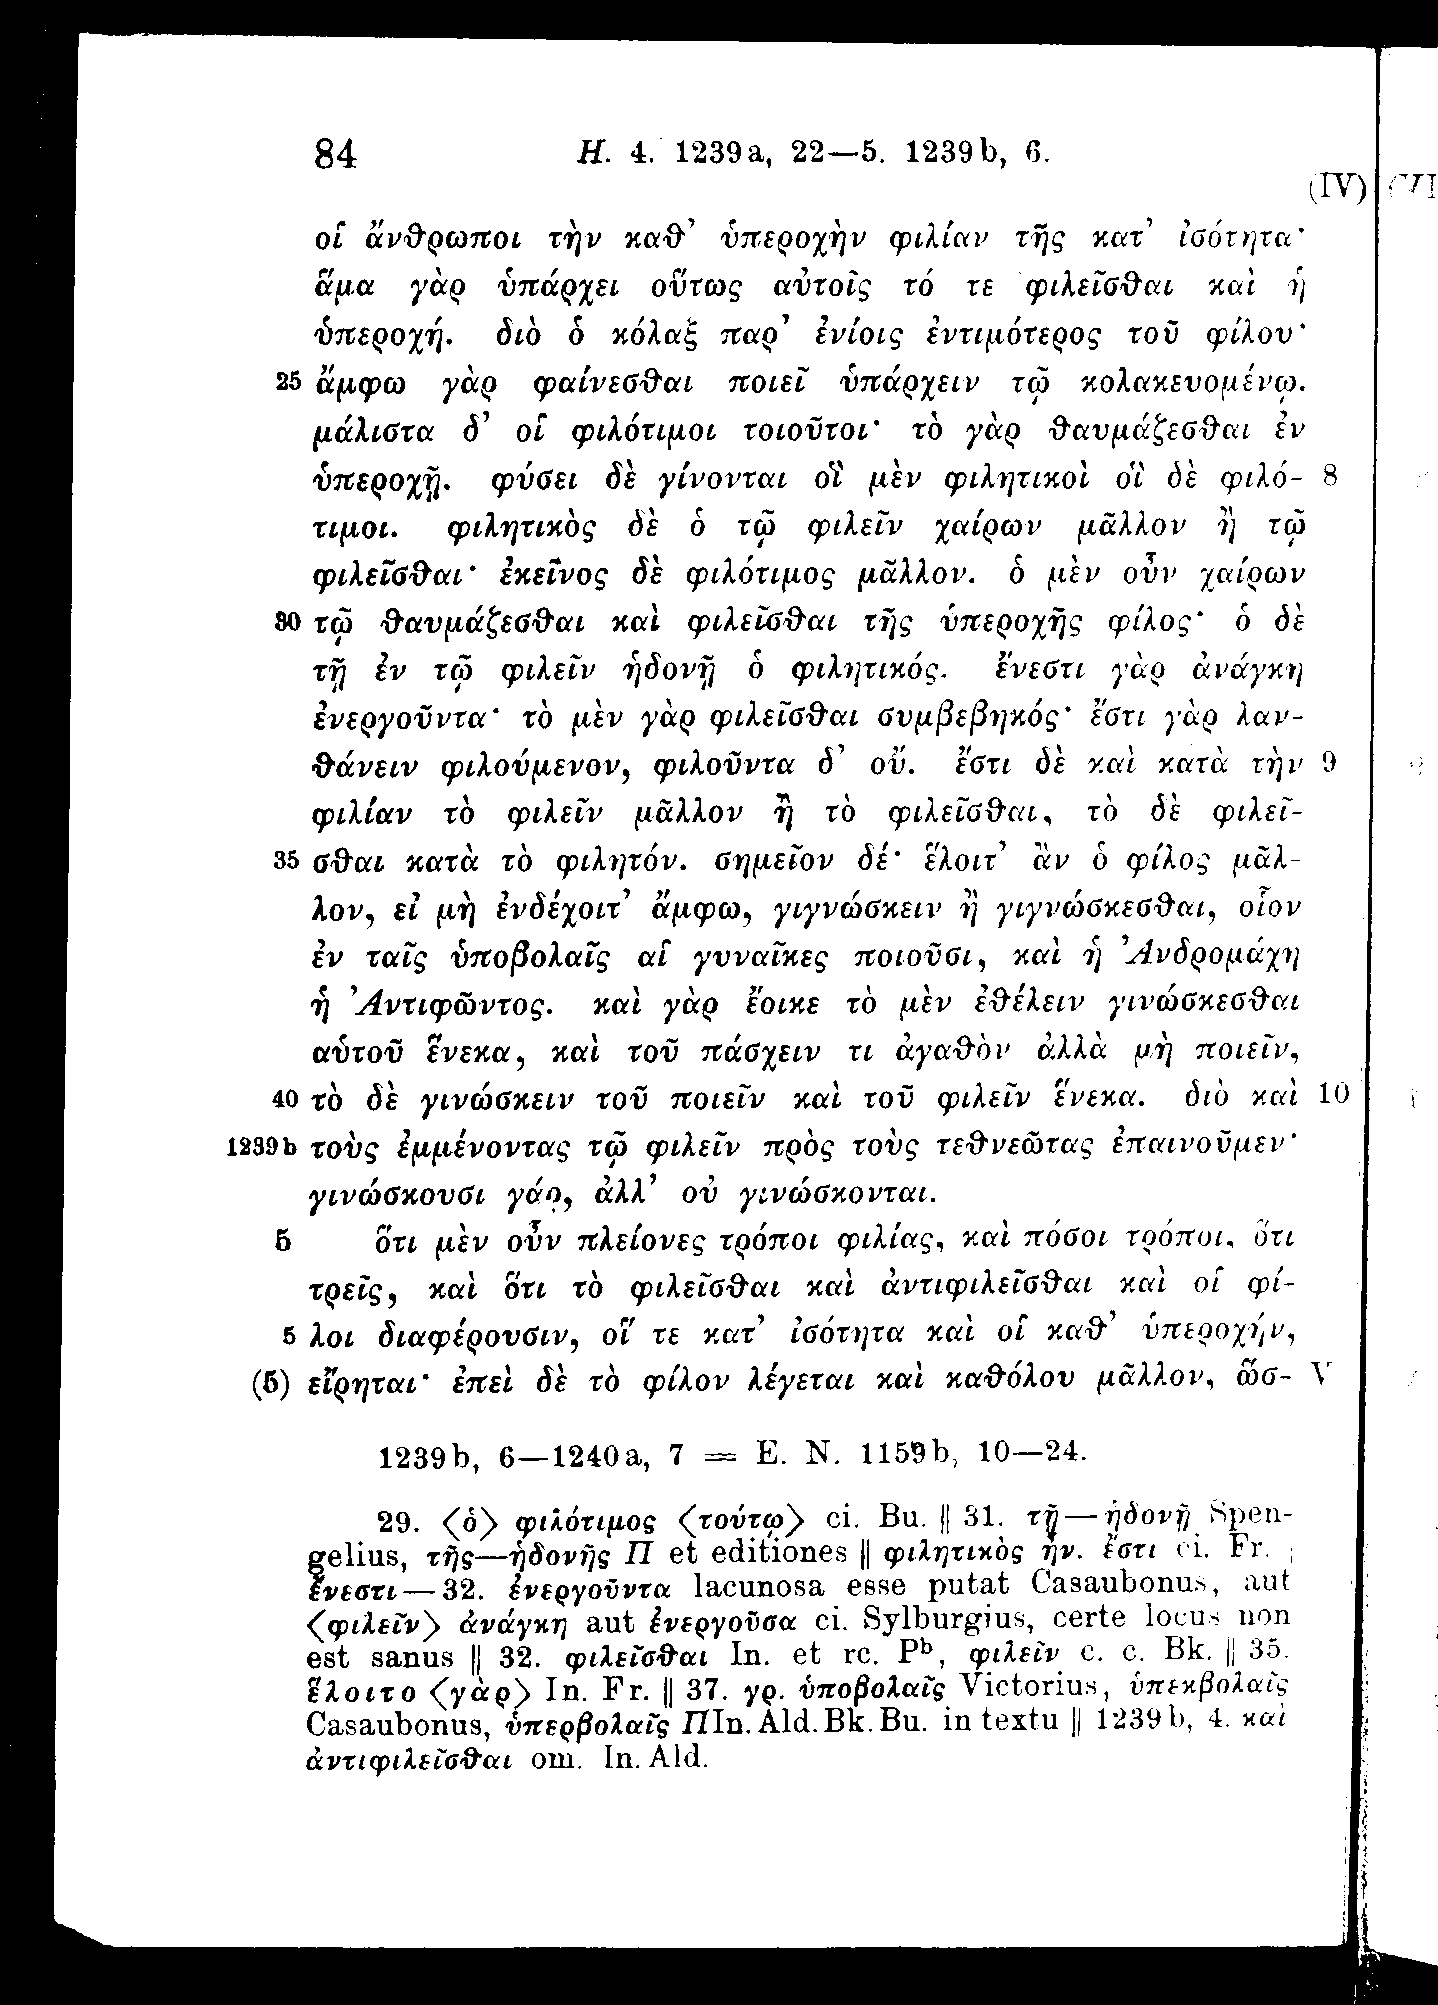 84 H. 4. 1239a, 22—5. 1239b, 6.
(IV)
οἱ ἄνθρωποι τὴν καθ’ ὑπεροχὴν φιλίαν τῆς κατ’ ἰσότητα·
ἅμα γὰρ ὑπάρχει οὕτως αὐτοῖς τό τε φιλεῖσθαι καὶ ἡ
ὑπεροχή. διὸ ὁ κόλαξ παρ’ ἐνίοις ἐντιμότερος τοῦ φίλου·
25 ἄμφω γὰρ φαίνεσθαι ποιεῖ ὑπάρχειν τῷ κολακευομένῳ.
μάλιστα δ’ οἱ φιλότιμοι τοιοῦτοι· τὸ γὰρ θαυμάζεσθαι ἐν
ὑπεροχῇ. φύσει δὲ γίνονται οἳ μὲν φιλητικοὶ οἳ δὲ φιλό- 8
τιμοι. φιλητικὸς δὲ ὁ τῷ φιλεῖν χαίρων μᾶλλον ἢ τῷ
φιλεῖσθαι· ἐκεῖνος δὲ φιλότιμος μᾶλλον. ὁ μὲν οὖν χαίρων
30 τῷ θαυμάζεσθαι καὶ φιλεῖσθαι τῆς ὑπεροχῆς φίλος· ὁ δὲ
τῇ ἐν τῷ φιλεῖν ἡδονῇ ὁ φιλητικός. ἔνεστι γὰρ ἀνάγκη
ἐνεργοῦντα· τὸ μὲν γὰρ φιλεῖσθαι συμβεβηκός· ἔστι γὰρ λαν-
θάνειν φιλούμενον, φιλοῦντα δ’ οὔ. ἔστι δὲ καὶ κατὰ τὴν 9
φιλίαν τὸ φιλεῖν μᾶλλον ἢ τὸ φιλεῖσθαι, τὸ δὲ φιλεῖ-
35 σθαι κατὰ τὸ φιλητόν. σημεῖον δέ· ἕλοιτ’ ἂν ὁ φίλος μᾶλ-
λον, εἰ μὴ ἐνδέχοιτ’ ἄμφω, γιγνώσκειν ἢ γιγνώσκεσθαι, οἷον
ἐν ταῖς ὑποβολαῖς αἱ γυναῖκες ποιοῦσι, καὶ ἡ Ἀνδρομάχη
ἡ Ἀντιφῶντος. καὶ γὰρ ἔοικε τὸ μὲν ἐθέλειν γινώσκεσθαι
αὑτοῦ ἕνεκα, καὶ τοῦ πάσχειν τι ἀγαθὸν ἀλλὰ μὴ ποιεῖν,
40 τὸ δὲ γινώσκειν τοῦ ποιεῖν καὶ τοῦ φιλεῖν ἕνεκα. διὸ καὶ 10
1239b τοὺς ἐμμένοντας τῷ φιλεῖν πρὸς τοὺς τεθνεῶτας ἐπαινοῦμεν·
γινώσκουσι γάρ, ἀλλ’ οὐ γινώσκονται.
5 ὅτι μὲν οὖν πλείονες τρόποι φιλίας, καὶ πόσοι τρόποι, ὅτι
τρεῖς, καὶ ὅτι τὸ φιλεῖσθαι καὶ ἀντιφιλεῖσθαι καὶ οἱ φί-
5 λοι διαφέρουσιν, οἵ τε κατ’ ἰσότητα καὶ οἱ καθ’ ὑπεροχήν,
(5) εἴρηται· ἐπεὶ δὲ τὸ φίλον λέγεται καὶ καθόλου μᾶλλον, ὥσ- V
1239b, 6—1240a, 7 = E. N. 1159b, 10—24.
29. ⟨ὁ⟩ φιλότιμος ⟨τούτῳ⟩ ci. Bu. ‖ 31. τῇ—ἡδονῇ Spen-
gelius, τῆς—ἡδονῆς Π et editiones ‖ φιλητικὸς ἦν. ἔστι ci. Fr.
ἔνεστι—32. ἐνεργοῦντα lacunosa esse putat Casaubonus, aut
⟨φιλεῖν⟩ ἀνάγκη aut ἐνεργοῦσα ci. Sylburgius, certe locus non
est sanus ‖ 32. φιλεῖσθαι In. et rc. Pᵇ, φιλεῖν c. c. Bk. ‖ 35.
ἕλοιτο ⟨γὰρ⟩ In. Fr. ‖ 37. γρ. ὑποβολαῖς Victorius, ὑπεκβολαῖς
Casaubonus, ὑπερβολαῖς Π In. Ald. Bk. Bu. in textu ‖ 1239b, 4. καὶ
ἀντιφιλεῖσθαι om. In. Ald.